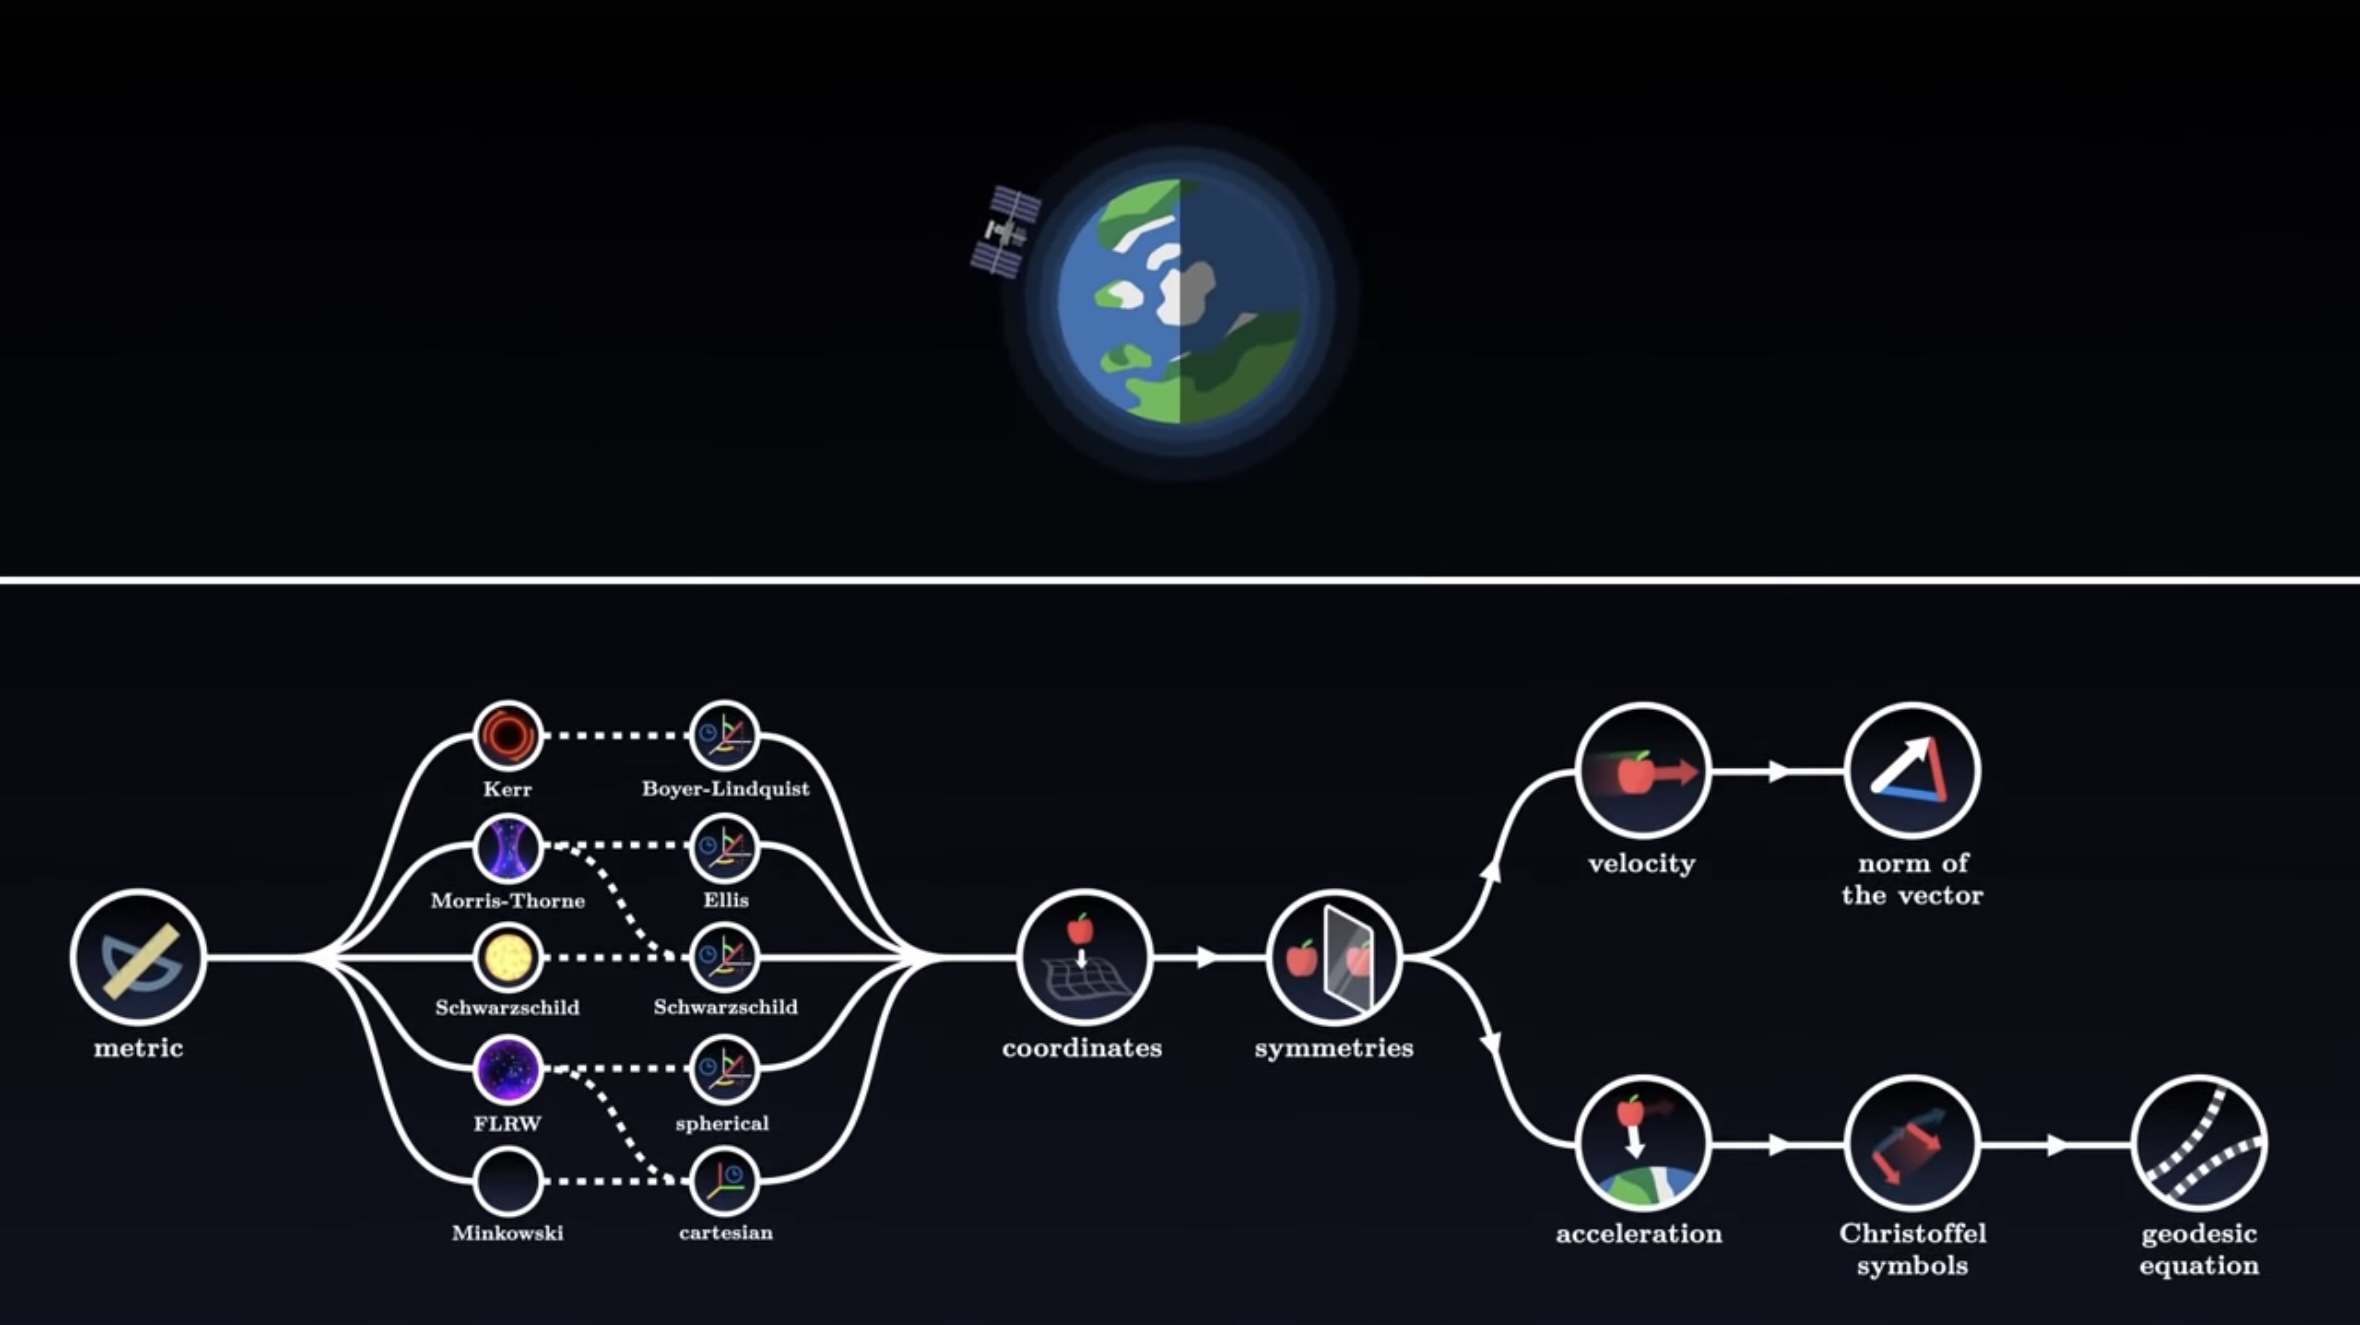 Kerr
Boyer-Lindquist
Morris-Thorne
Ellis
Schwarzschild
Schwarzschild
FLRW
spherical
Minkowski
cartesian
metric
coordinates
symmetries
velocity
norm of
the vector
acceleration
Christoffel
symbols
geodesic
equation